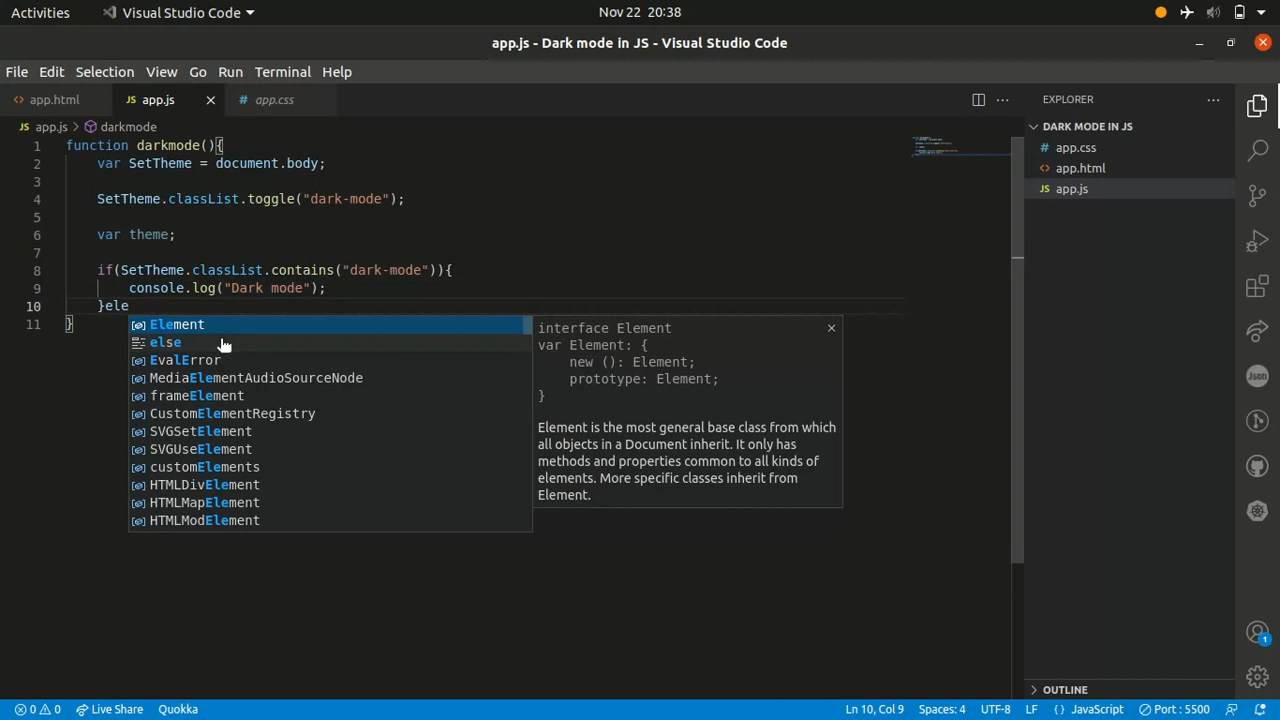 Activities Visual Studio Code Nov 22 20:38
app.js - Dark mode in JS - Visual Studio Code
File Edit Selection View Go Run Terminal Help
app.html JS app.js app.css EXPLORER
JS app.js darkmode
DARK MODE IN JS
app.css
app.html
JS app.js
1 function darkmode(){
2 var SetTheme = document.body;
3
4 SetTheme.classList.toggle("dark-mode");
5
6 var theme;
7
8 if(SetTheme.classList.contains("dark-mode")){
9 console.log("Dark mode");
10 }ele
11 }
Element
else
EvalError
MediaElementAudioSourceNode
frameElement
CustomElementRegistry
SVGSetElement
SVGUseElement
customElements
HTMLDivElement
HTMLMapElement
HTMLModElement
interface Element
var Element: {
new (): Element;
prototype: Element;
}
Element is the most general base class from which
all objects in a Document inherit. It only has
methods and properties common to all kinds of
elements. More specific classes inherit from
Element.
Json
1
OUTLINE
0 0 Live Share Quokka Ln 10, Col 9 Spaces: 4 UTF-8 LF {} JavaScript Port : 5500